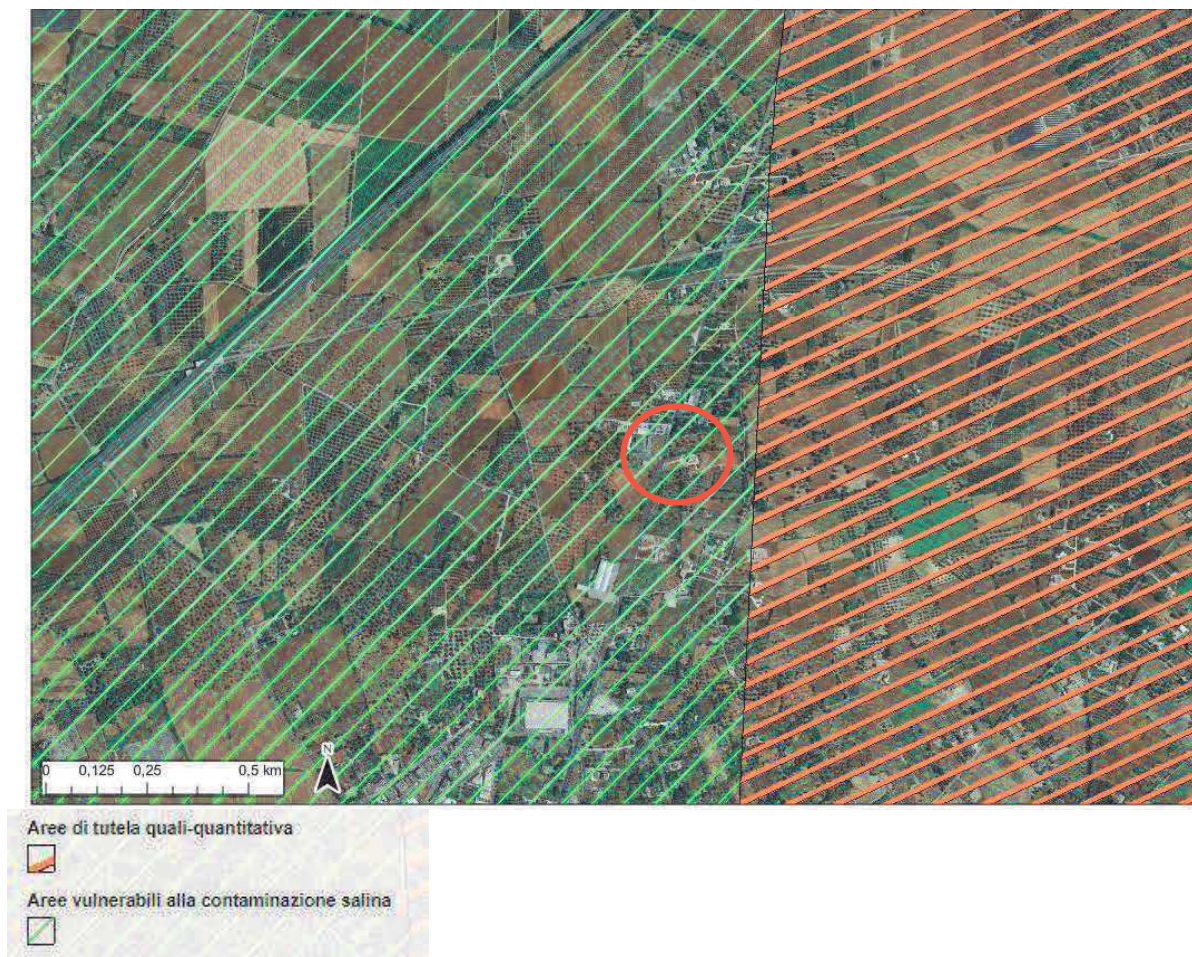 N
0 0,125 0,25 0,5 km
Aree di tutela quali-quantitativa
Aree vulnerabili alla contaminazione salina